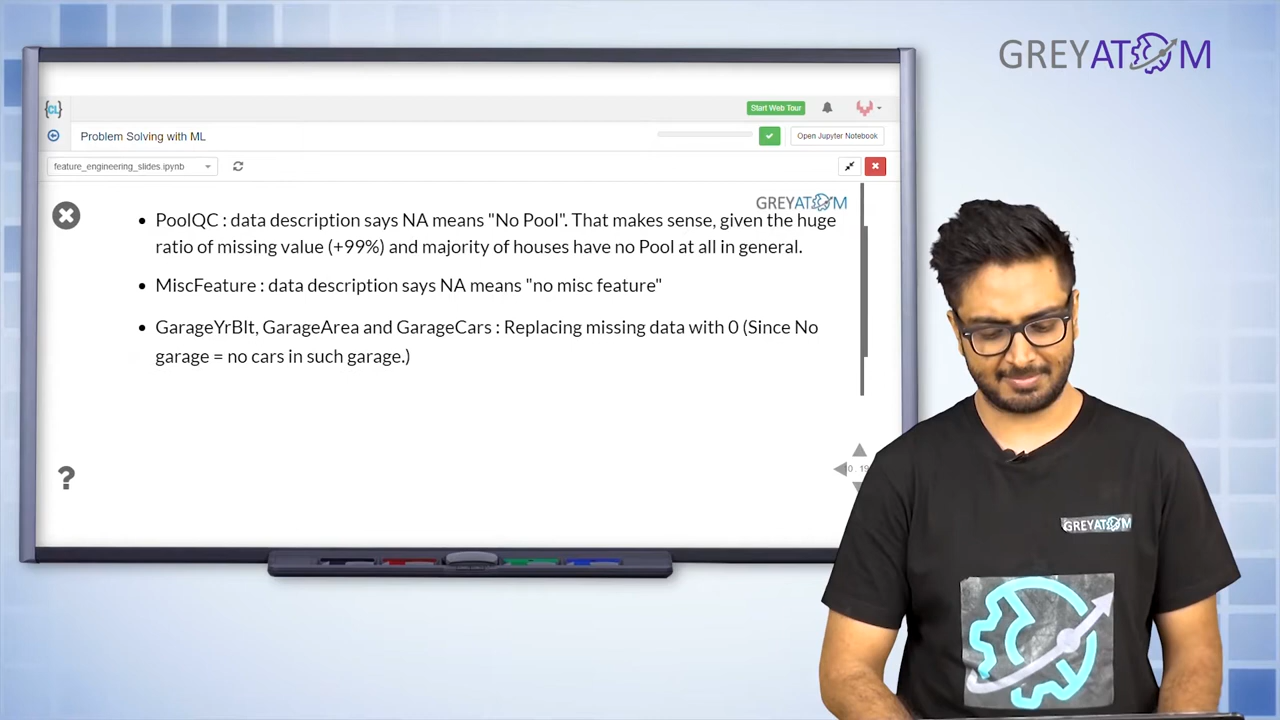 GREYATOM
{CL}
Start Web Tour
Problem Solving with ML
Open Jupyter Notebook
feature_engineering_slides.ipynb
GREYATOM
• PoolQC : data description says NA means "No Pool". That makes sense, given the huge
ratio of missing value (+99%) and majority of houses have no Pool at all in general.
• MiscFeature : data description says NA means "no misc feature"
• GarageYrBlt, GarageArea and GarageCars : Replacing missing data with 0 (Since No
garage = no cars in such garage.)
?
GREYATOM